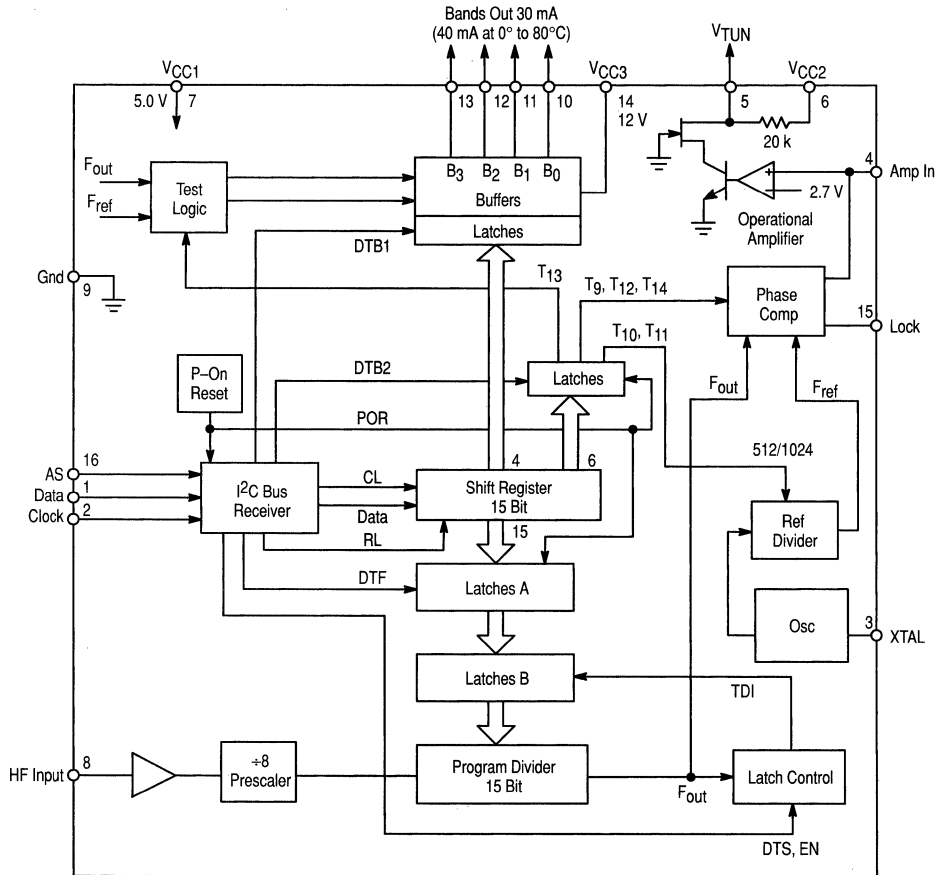 Bands Out 30 mA
(40 mA at 0° to 80°C)
VTUN
VCC1
VCC3
VCC2
5.0 V
7
13
12
11
10
14
12 V
5
6
20 k
4
Amp In
2.7 V
Operational
Amplifier
Fout
Fref
Test
Logic
B3
B2
B1
B0
Buffers
Latches
DTB1
Gnd
9
T13
T9, T12, T14
Phase
Comp
15
Lock
T10, T11
P–On
Reset
DTB2
Latches
Fout
Fref
POR
16
AS
1
Data
2
Clock
I2C Bus
Receiver
CL
Data
RL
4
6
Shift Register
15 Bit
15
512/1024
Ref
Divider
DTF
Latches A
Osc
3
XTAL
Latches B
TDI
HF Input
8
÷8
Prescaler
Program Divider
15 Bit
Fout
Latch Control
DTS, EN